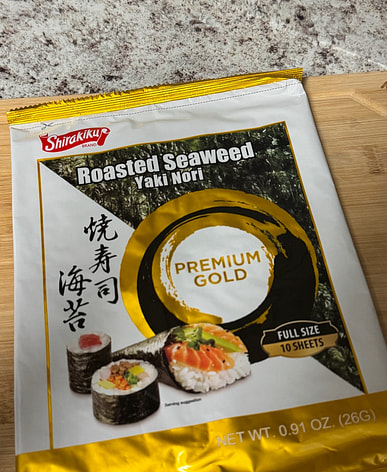 Shirakiku
BRAND
Roasted Seaweed
Yaki Nori
焼寿司
海苔
PREMIUM
GOLD
FULL SIZE
10 SHEETS
Serving suggestion
NET WT. 0.91 OZ. (26G)